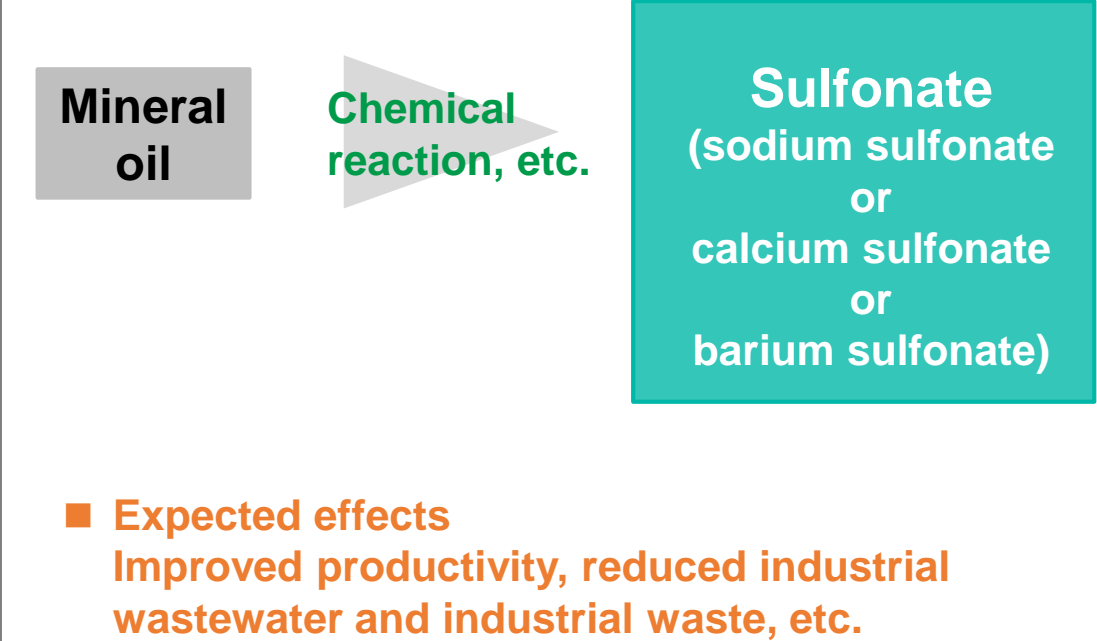 Mineral
oil
Chemical
reaction, etc.
Sulfonate
(sodium sulfonate
or
calcium sulfonate
or
barium sulfonate)
Expected effects
Improved productivity, reduced industrial
wastewater and industrial waste, etc.